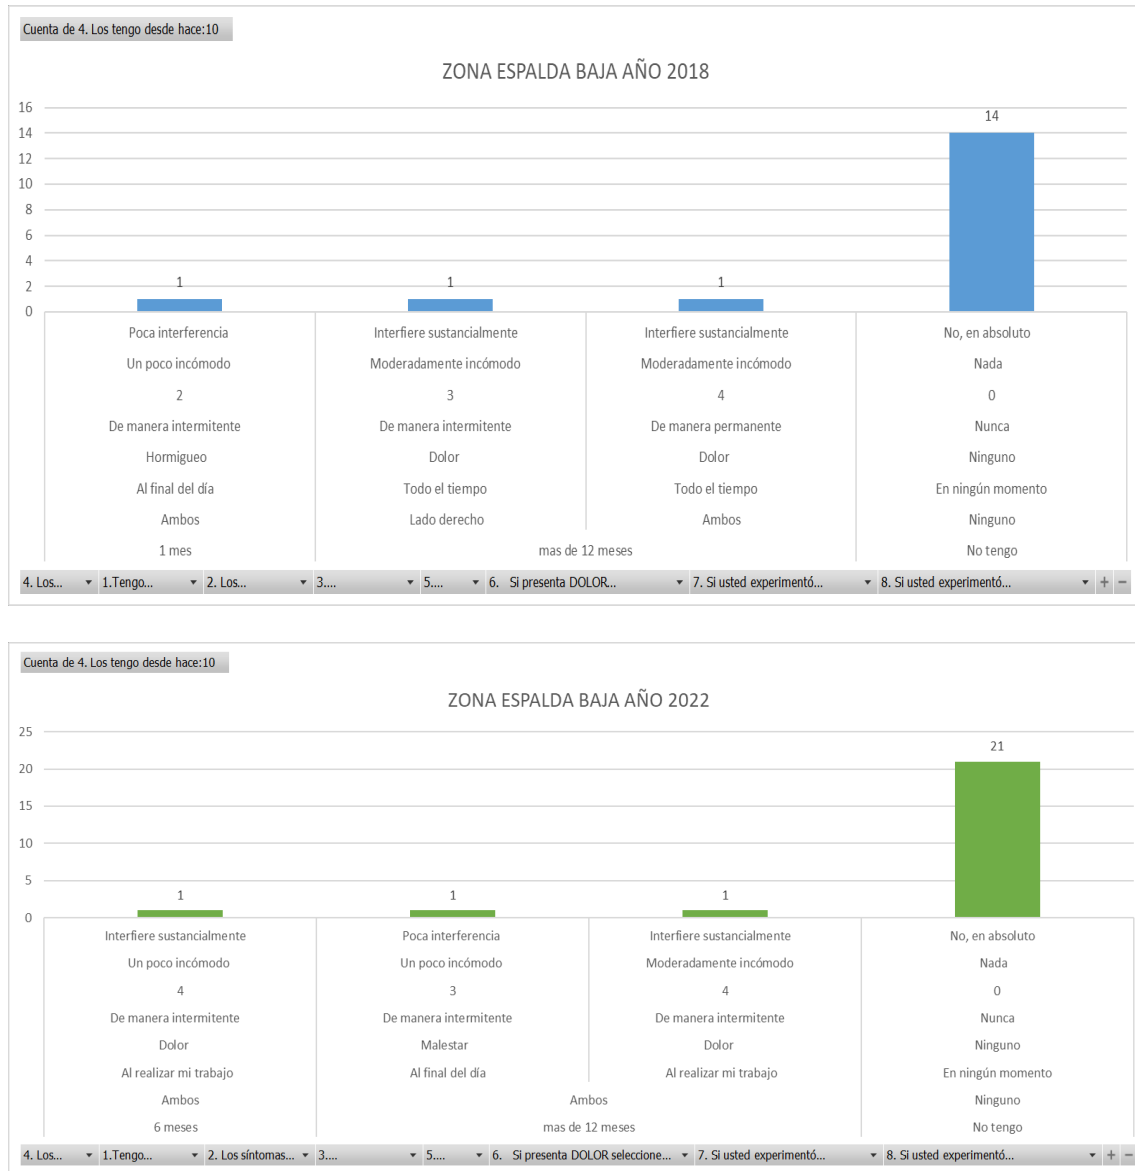 Cuenta de 4. Los tengo desde hace:10
ZONA ESPALDA BAJA AÑO 2018
16
14
12
10
8
6
4
2
0
1 1 1 14
Poca interferencia Interfiere sustancialmente Interfiere sustancialmente No, en absoluto
Un poco incómodo Moderadamente incómodo Moderadamente incómodo Nada
2 3 4 0
De manera intermitente De manera intermitente De manera permanente Nunca
Hormigueo Dolor Dolor Ninguno
Al final del día Todo el tiempo Todo el tiempo En ningún momento
Ambos Lado derecho Ambos Ninguno
1 mes mas de 12 meses No tengo
4. Los... 1.Tengo... 2. Los... 3.... 5.... 6. Si presenta DOLOR... 7. Si usted experimentó... 8. Si usted experimentó... + −
Cuenta de 4. Los tengo desde hace:10
ZONA ESPALDA BAJA AÑO 2022
25
20
15
10
5
0
1 1 1 21
Interfiere sustancialmente Poca interferencia Interfiere sustancialmente No, en absoluto
Un poco incómodo Un poco incómodo Moderadamente incómodo Nada
4 3 4 0
De manera intermitente De manera intermitente De manera intermitente Nunca
Dolor Malestar Dolor Ninguno
Al realizar mi trabajo Al final del día Al realizar mi trabajo En ningún momento
Ambos Ambos Ninguno
6 meses mas de 12 meses No tengo
4. Los... 1.Tengo... 2. Los síntomas... 3.... 5.... 6. Si presenta DOLOR seleccione... 7. Si usted experimentó... 8. Si usted experimentó... + −